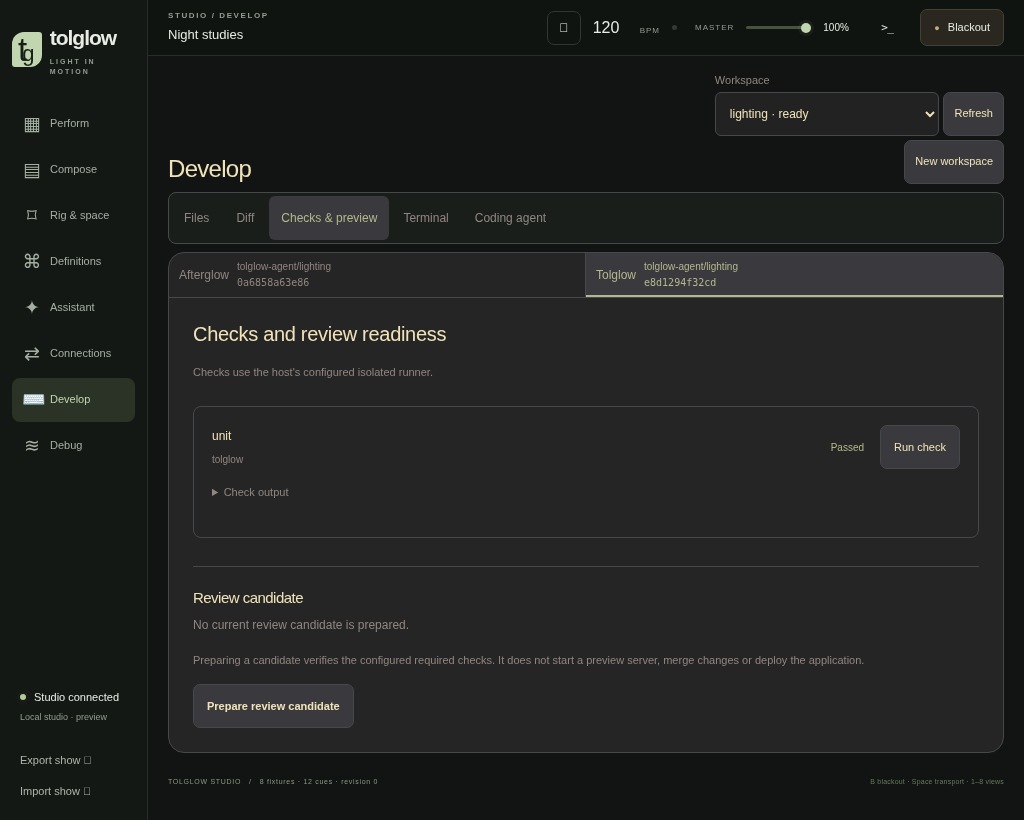 tg
tolglow
LIGHT IN
MOTION
Perform
Compose
Rig & space
Definitions
Assistant
Connections
Develop
Debug
Studio connected
Local studio · preview
Export show
Import show
STUDIO / DEVELOP
Night studies
120 BPM
MASTER 100%
>_
Blackout
Workspace
lighting · ready
Refresh
New workspace
Develop
Files Diff Checks & preview Terminal Coding agent
Afterglow tolglow-agent/lighting
0a6858a63e86
Tolglow tolglow-agent/lighting
e8d1294f32cd
Checks and review readiness
Checks use the host's configured isolated runner.
unit
tolglow
Passed
Run check
Check output
Review candidate
No current review candidate is prepared.
Preparing a candidate verifies the configured required checks. It does not start a preview server, merge changes or deploy the application.
Prepare review candidate
TOLGLOW STUDIO / 8 fixtures · 12 cues · revision 0
B blackout · Space transport · 1–8 views